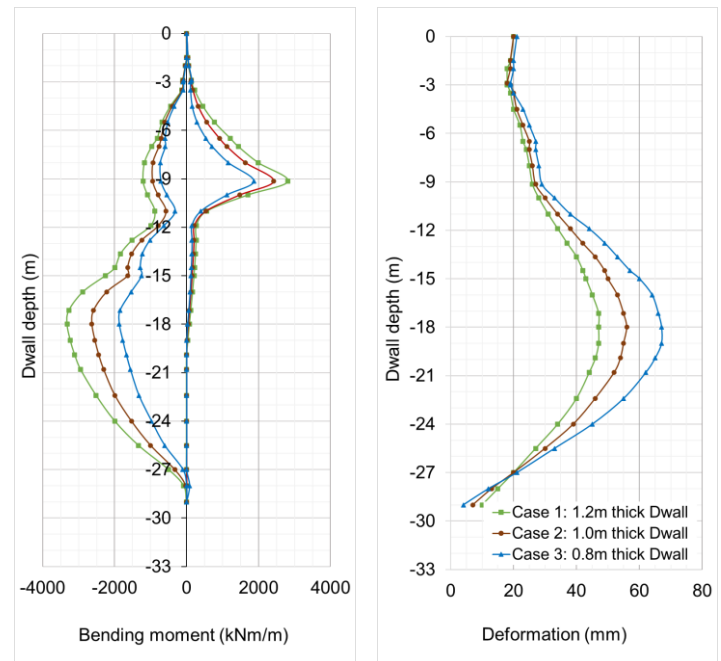 0
-3
-6
-9
-12
-15
-18
-21
-24
-27
-30
-33
-4000 -2000 0 2000 4000
Dwall depth (m)
Bending moment (kNm/m)
0
-3
-6
-9
-12
-15
-18
-21
-24
-27
-30
-33
0 20 40 60 80
Dwall depth (m)
Deformation (mm)
Case 1: 1.2m thick Dwall
Case 2: 1.0m thick Dwall
Case 3: 0.8m thick Dwall